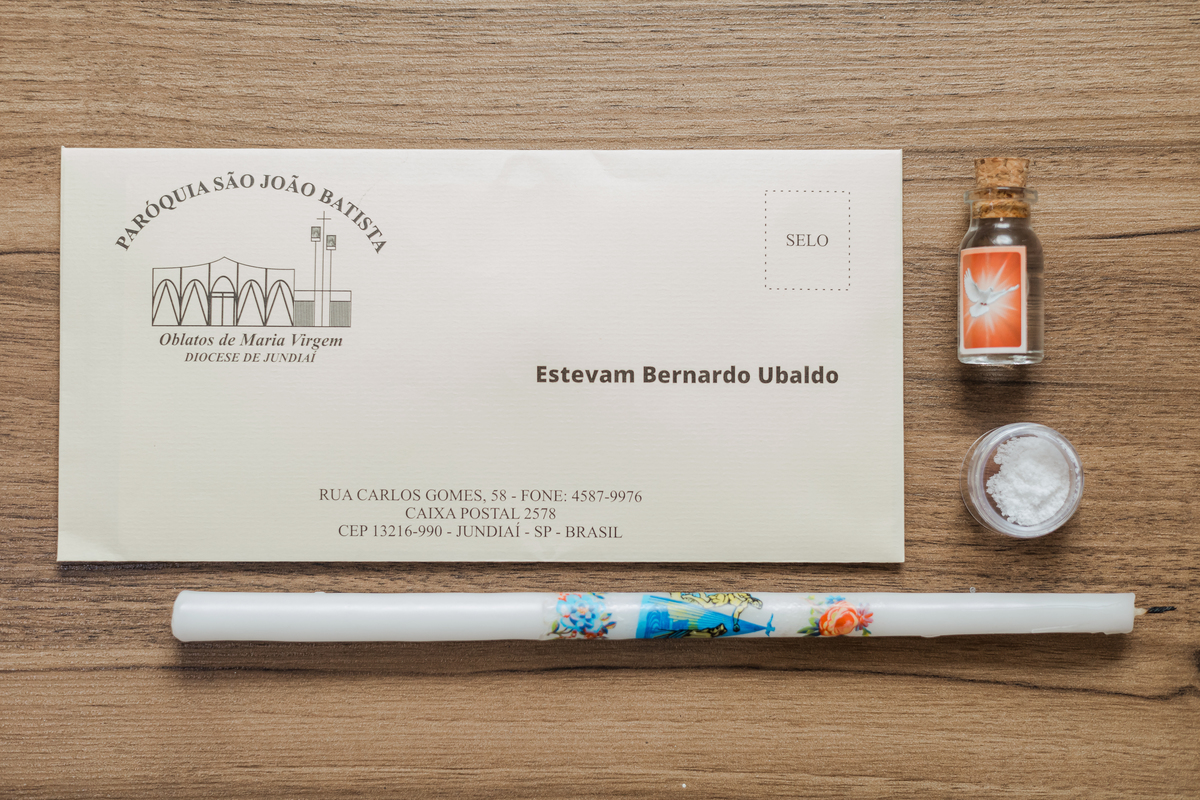 PARÓQUIA SÃO JOÃO BATISTA
Oblatos de Maria Virgem
DIOCESE DE JUNDIAÍ
SELO
Estevam Bernardo Ubaldo
RUA CARLOS GOMES, 58 - FONE: 4587-9976
CAIXA POSTAL 2578
CEP 13216-990 - JUNDIAÍ - SP - BRASIL